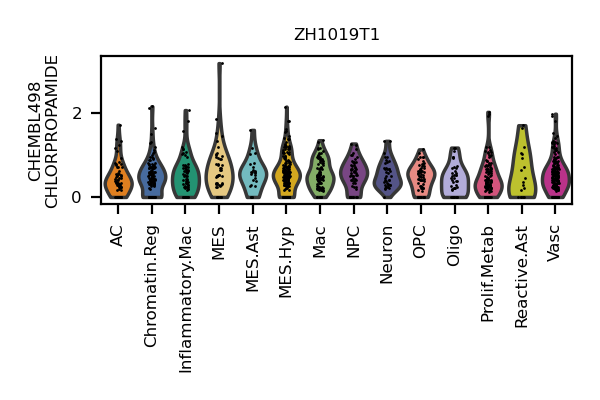 ZH1019T1
CHEMBL498
CHLORPROPAMIDE
2
0
AC
Chromatin.Reg
Inflammatory.Mac
MES
MES.Ast
MES.Hyp
Mac
NPC
Neuron
OPC
Oligo
Prolif.Metab
Reactive.Ast
Vasc